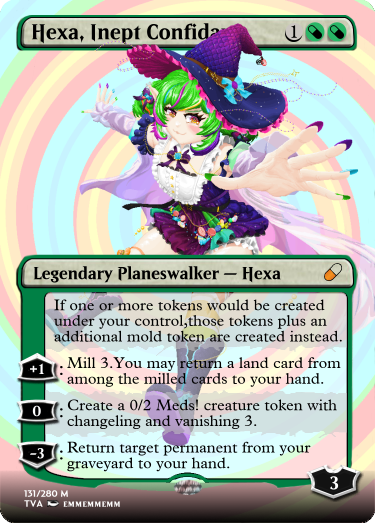 Hexa, Inept Confida
1
Legendary Planeswalker — Hexa
If one or more tokens would be created
under your control,those tokens plus an
additional mold token are created instead.
+1 : Mill 3.You may return a land card from
among the milled cards to your hand.
0 : Create a 0/2 Meds! creature token with
changeling and vanishing 3.
-3 : Return target permanent from your
graveyard to your hand.
3
131/280 M
TVA EMMEMMEMM